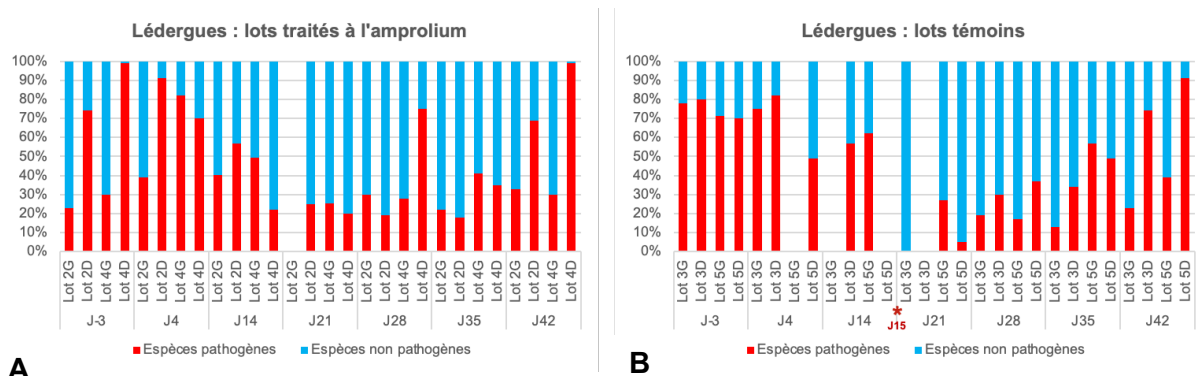 Lédergues : lots traités à l'amprolium
100%
90%
80%
70%
60%
50%
40%
30%
20%
10%
0%
Lot 2G Lot 2D Lot 4G Lot 4D Lot 2G Lot 2D Lot 4G Lot 4D Lot 2G Lot 2D Lot 4G Lot 4D Lot 2G Lot 2D Lot 4G Lot 4D Lot 2G Lot 2D Lot 4G Lot 4D Lot 2G Lot 2D Lot 4G Lot 4D Lot 2G Lot 2D Lot 4G Lot 4D
J-3 J4 J14 J21 J28 J35 J42
Espèces pathogènes Espèces non pathogènes
A
Lédergues : lots témoins
100%
90%
80%
70%
60%
50%
40%
30%
20%
10%
0%
Lot 3G Lot 3D Lot 5G Lot 5D Lot 3G Lot 3D Lot 5G Lot 5D Lot 3G Lot 3D Lot 5G Lot 5D Lot 3G Lot 3D Lot 5G Lot 5D Lot 3G Lot 3D Lot 5G Lot 5D Lot 3G Lot 3D Lot 5G Lot 5D Lot 3G Lot 3D Lot 5G Lot 5D
J-3 J4 J14 * J21 J28 J35 J42
J15
Espèces pathogènes Espèces non pathogènes
B